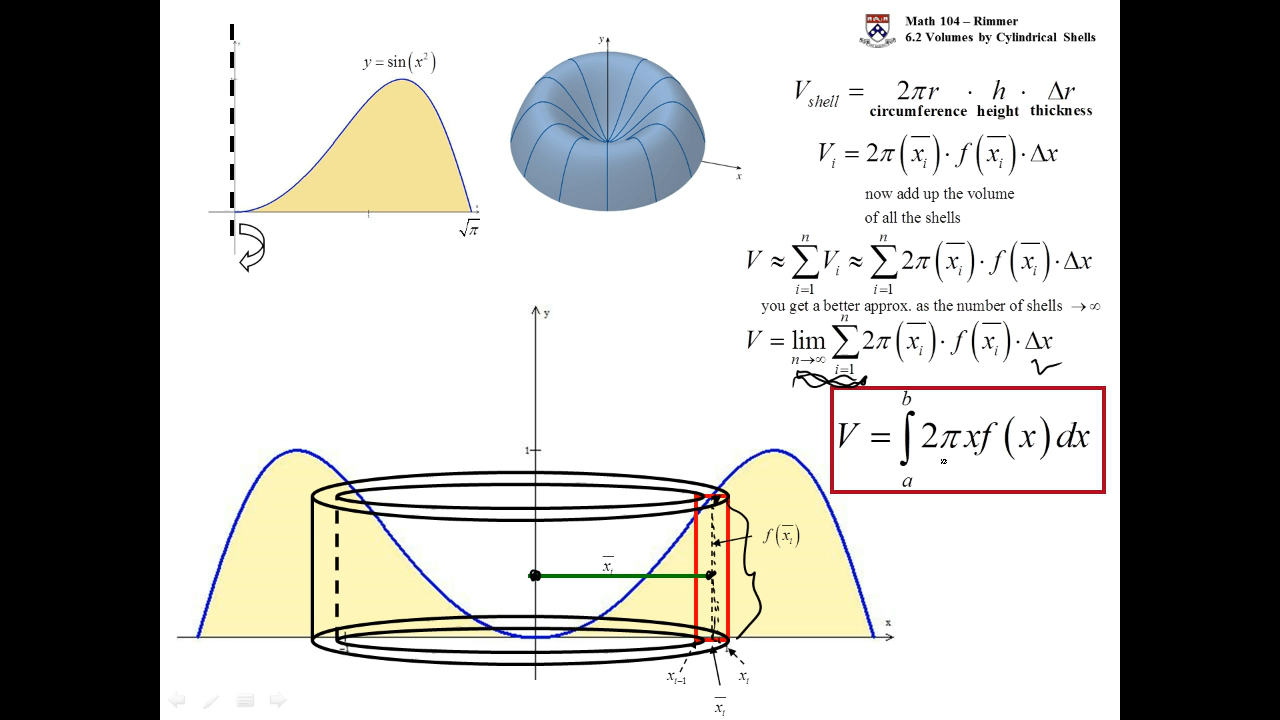 Math 104 – Rimmer
6.2 Volumes by Cylindrical Shells
y = sin(x²)
√π
y
x
V_shell = 2πr · h · Δr
circumference height thickness
V_i = 2π(x̅_i) · f(x̅_i) · Δx
now add up the volume
of all the shells
V ≈ ∑_{i=1}^{n} V_i ≈ ∑_{i=1}^{n} 2π(x̅_i) · f(x̅_i) · Δx
you get a better approx. as the number of shells → ∞
V = lim_{n→∞} ∑_{i=1}^{n} 2π(x̅_i) · f(x̅_i) · Δx
V = ∫_a^b 2πxf(x)dx
y
1
f(x̅_i)
x̅_i
x
x_{i-1}
x_i
x̅_i